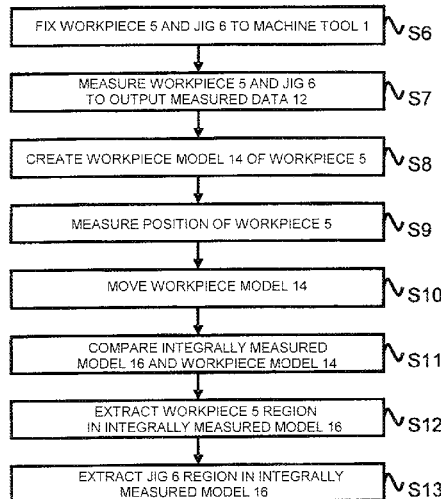 FIX WORKPIECE 5 AND JIG 6 TO MACHINE TOOL 1
S6
MEASURE WORKPIECE 5 AND JIG 6
TO OUTPUT MEASURED DATA 12
S7
CREATE WORKPIECE MODEL 14 OF WORKPIECE 5
S8
MEASURE POSITION OF WORKPIECE 5
S9
MOVE WORKPIECE MODEL 14
S10
COMPARE INTEGRALLY MEASURED
MODEL 16 AND WORKPIECE MODEL 14
S11
EXTRACT WORKPIECE 5 REGION
IN INTEGRALLY MEASURED MODEL 16
S12
EXTRACT JIG 6 REGION IN INTEGRALLY
MEASURED MODEL 16
S13